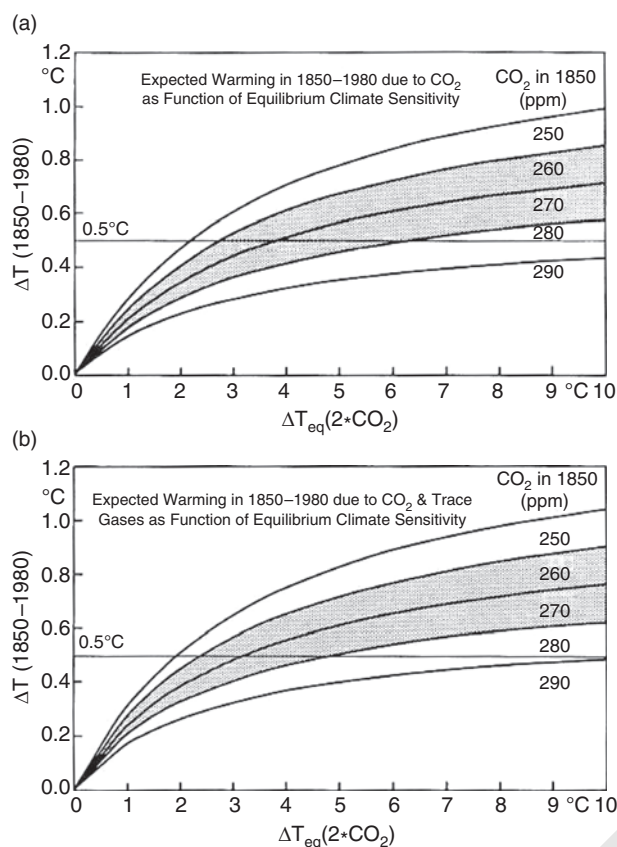 (a)
1.2
°C
1.0
0.8
0.6
0.4
0.2
0.0
ΔT (1850–1980)
Expected Warming in 1850–1980 due to CO₂
as Function of Equilibrium Climate Sensitivity
CO₂ in 1850
(ppm)
250
260
270
280
290
0.5°C
0 1 2 3 4 5 6 7 8 9 °C 10
ΔTeq(2*CO₂)
(b)
1.2
°C
1.0
0.8
0.6
0.4
0.2
0.0
ΔT (1850–1980)
Expected Warming in 1850–1980 due to CO₂ & Trace
Gases as Function of Equilibrium Climate Sensitivity
CO₂ in 1850
(ppm)
250
260
270
280
290
0.5°C
0 1 2 3 4 5 6 7 8 9 °C 10
ΔTeq(2*CO₂)